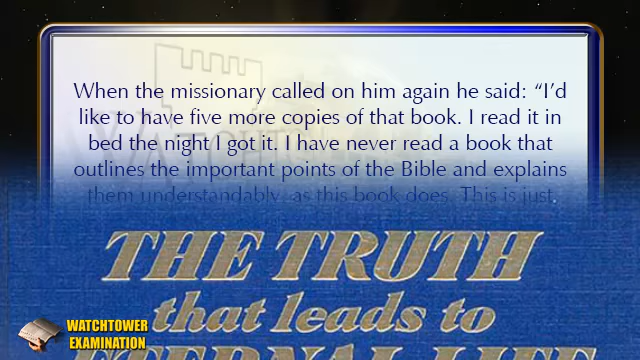 When the missionary called on him again he said: “I’d
like to have five more copies of that book. I read it in
bed the night I got it. I have never read a book that
outlines the important points of the Bible and explains
them understandably, as this book does. This is just
THE TRUTH
that leads to
ETERNAL LIFE
WATCHTOWER
EXAMINATION